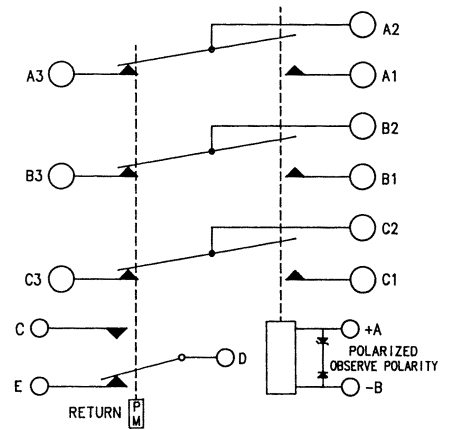 A2
A3
A1
B2
B3
B1
C2
C3
C1
C
+A
D
POLARIZED
OBSERVE POLARITY
E
-B
RETURN
P
M